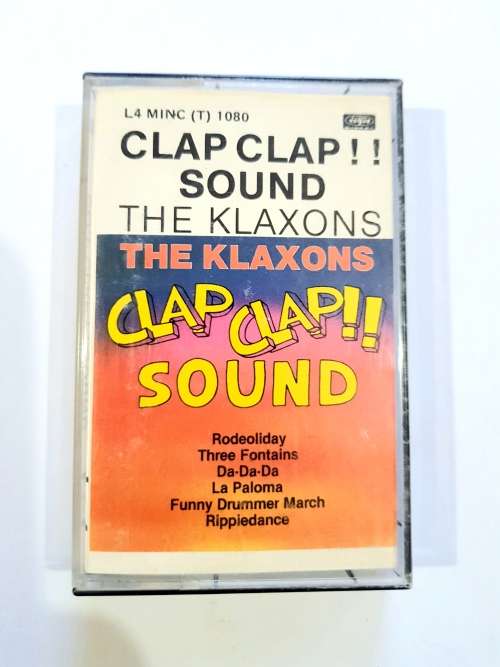 L4 MINC (T) 1080
CLAP CLAP ! !
SOUND
THE KLAXONS
THE KLAXONS
CLAP CLAP!!
SOUND
Rodeoliday
Three Fontains
Da-Da-Da
La Paloma
Funny Drummer March
Rippiedance